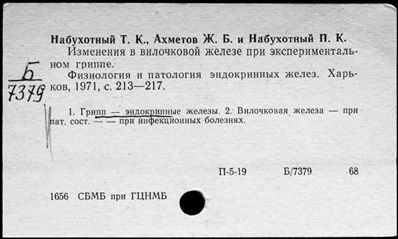 Набухотный Т. К., Ахметов Ж. Б. и Набухотный П. К.
Изменения в вилочковой железе при эксперименталь-
ном гриппе.
Физиология и патология эндокринных желез. Харь-
ков, 1971, с. 213—217.
Б
7379
1. Грипп — эндокринные железы. 2. Вилочковая железа — при
пат. сост. — — при инфекционных болезнях.
П-5-19 Б/7379 68
1656 СБМБ при ГЦНМБ